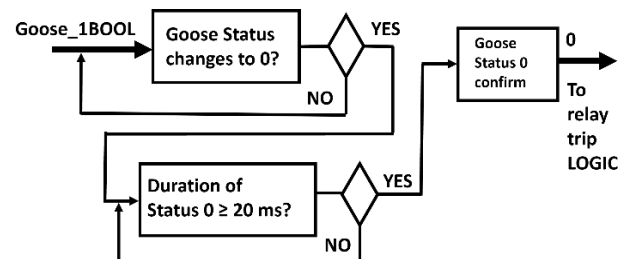 Goose_1BOOL
Goose Status
changes to 0?
YES
NO
Goose
Status 0
confirm
0
To
relay
trip
LOGIC
Duration of
Status 0 ≥ 20 ms?
YES
NO